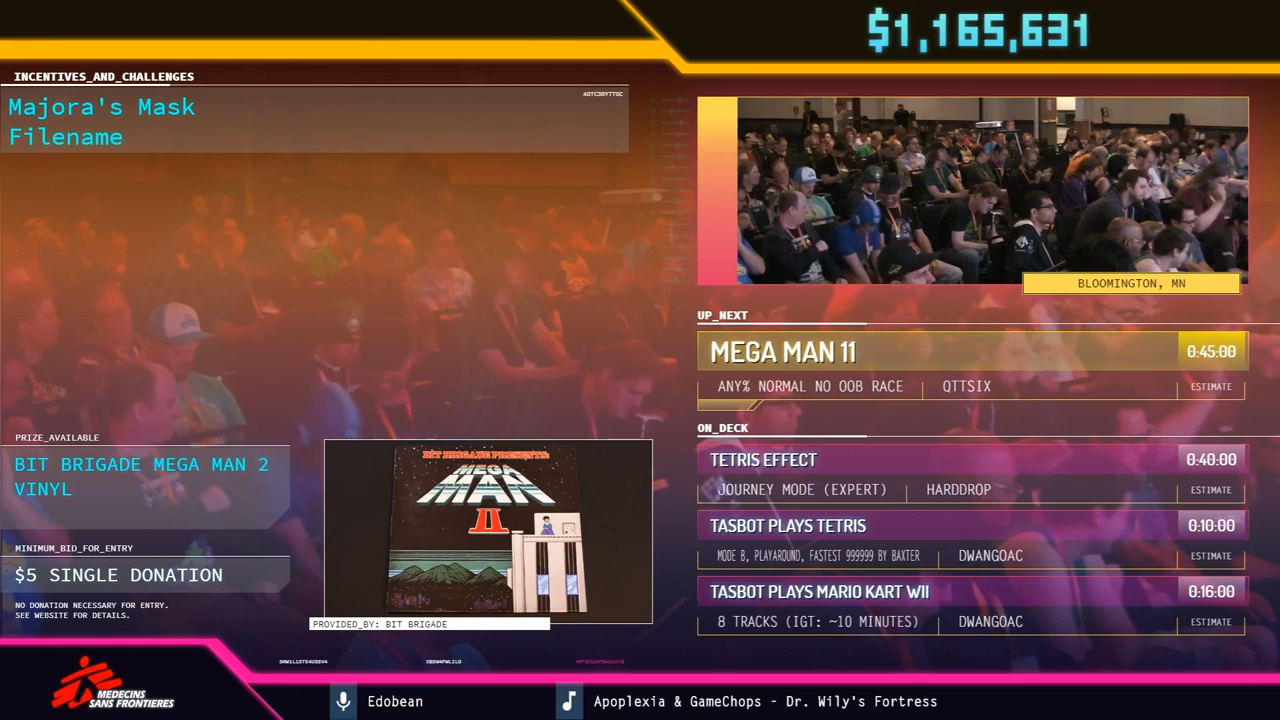 $1,165,631
INCENTIVES_AND_CHALLENGES
Majora's Mask
Filename
BLOOMINGTON, MN
UP_NEXT
MEGA MAN 11
0:45:00
ANY% NORMAL NO OOB RACE
QTTSIX
ESTIMATE
ON_DECK
TETRIS EFFECT
0:40:00
JOURNEY MODE (EXPERT)
HARDDROP
ESTIMATE
TASBOT PLAYS TETRIS
0:10:00
MODE B, PLAYAROUND, FASTEST 999999 BY BAXTER
DWANGOAC
ESTIMATE
TASBOT PLAYS MARIO KART WII
0:16:00
8 TRACKS (IGT: ~10 MINUTES)
DWANGOAC
ESTIMATE
PRIZE_AVAILABLE
BIT BRIGADE MEGA MAN 2
VINYL
MINIMUM_BID_FOR_ENTRY
$5 SINGLE DONATION
NO DONATION NECESSARY FOR ENTRY.
SEE WEBSITE FOR DETAILS.
BIT BRIGADE PRESENTS:
MEGA
MAN
II
PROVIDED_BY: BIT BRIGADE
MEDECINS
SANS FRONTIERES
Edobean
Apoplexia & GameChops - Dr. Wily's Fortress